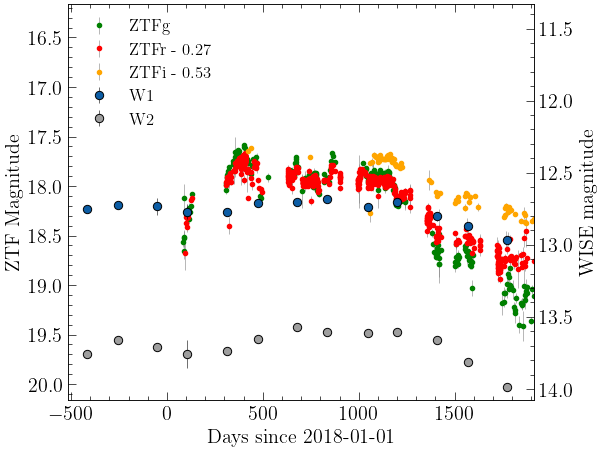 ZTFg
ZTFr - 0.27
ZTFi - 0.53
W1
W2
16.5
17.0
17.5
18.0
18.5
19.0
19.5
20.0
ZTF Magnitude
11.5
12.0
12.5
13.0
13.5
14.0
WISE magnitude
−500 0 500 1000 1500
Days since 2018-01-01